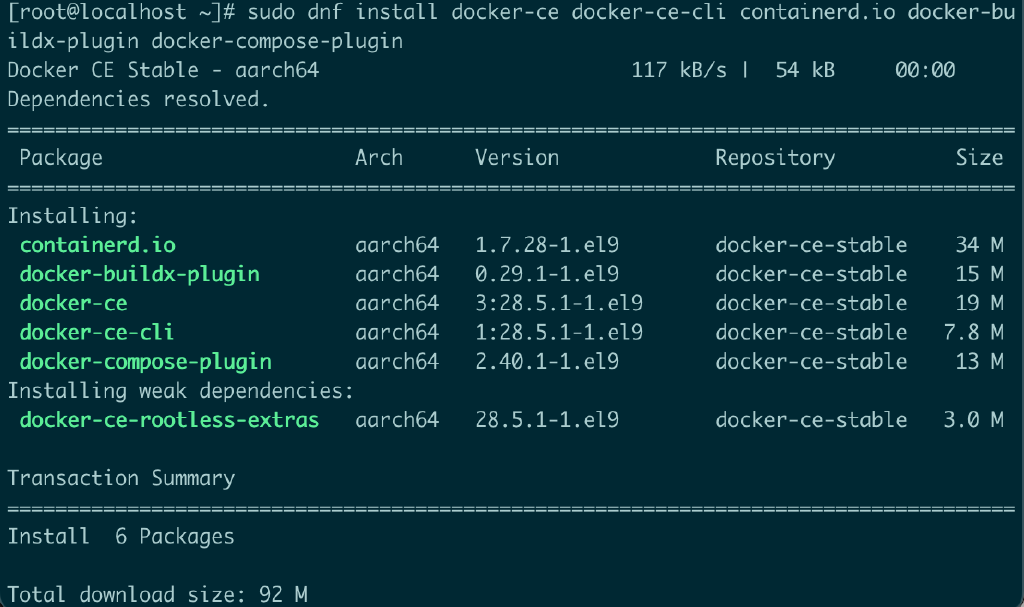 [root@localhost ~]# sudo dnf install docker-ce docker-ce-cli containerd.io docker-bu
ildx-plugin docker-compose-plugin
Docker CE Stable - aarch64                          117 kB/s |  54 kB     00:00
Dependencies resolved.
====================================================================================
 Package                     Arch      Version             Repository          Size
====================================================================================
Installing:
 containerd.io               aarch64   1.7.28-1.el9        docker-ce-stable    34 M
 docker-buildx-plugin        aarch64   0.29.1-1.el9        docker-ce-stable    15 M
 docker-ce                   aarch64   3:28.5.1-1.el9      docker-ce-stable    19 M
 docker-ce-cli               aarch64   1:28.5.1-1.el9      docker-ce-stable   7.8 M
 docker-compose-plugin       aarch64   2.40.1-1.el9        docker-ce-stable    13 M
Installing weak dependencies:
 docker-ce-rootless-extras   aarch64   28.5.1-1.el9        docker-ce-stable   3.0 M

Transaction Summary
====================================================================================
Install  6 Packages

Total download size: 92 M